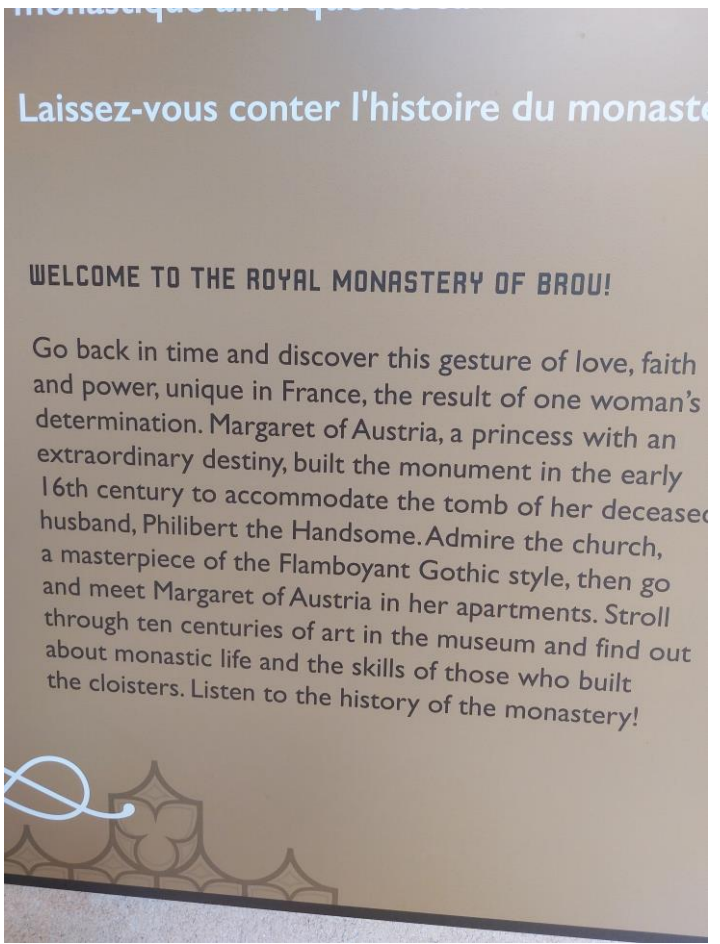 monastique ainsi que les
Laissez-vous conter l'histoire du
WELCOME TO THE ROYAL MONASTERY OF BROU!
Go back in time and discover this gesture of love, faith
and power, unique in France, the result of one woman's
determination. Margaret of Austria, a princess with an
extraordinary destiny, built the monument in the early
16th century to accommodate the tomb of her deceased
husband, Philibert the Handsome. Admire the church,
a masterpiece of the Flamboyant Gothic style, then go
and meet Margaret of Austria in her apartments. Stroll
through ten centuries of art in the museum and find out
about monastic life and the skills of those who built
the cloisters. Listen to the history of the monastery!